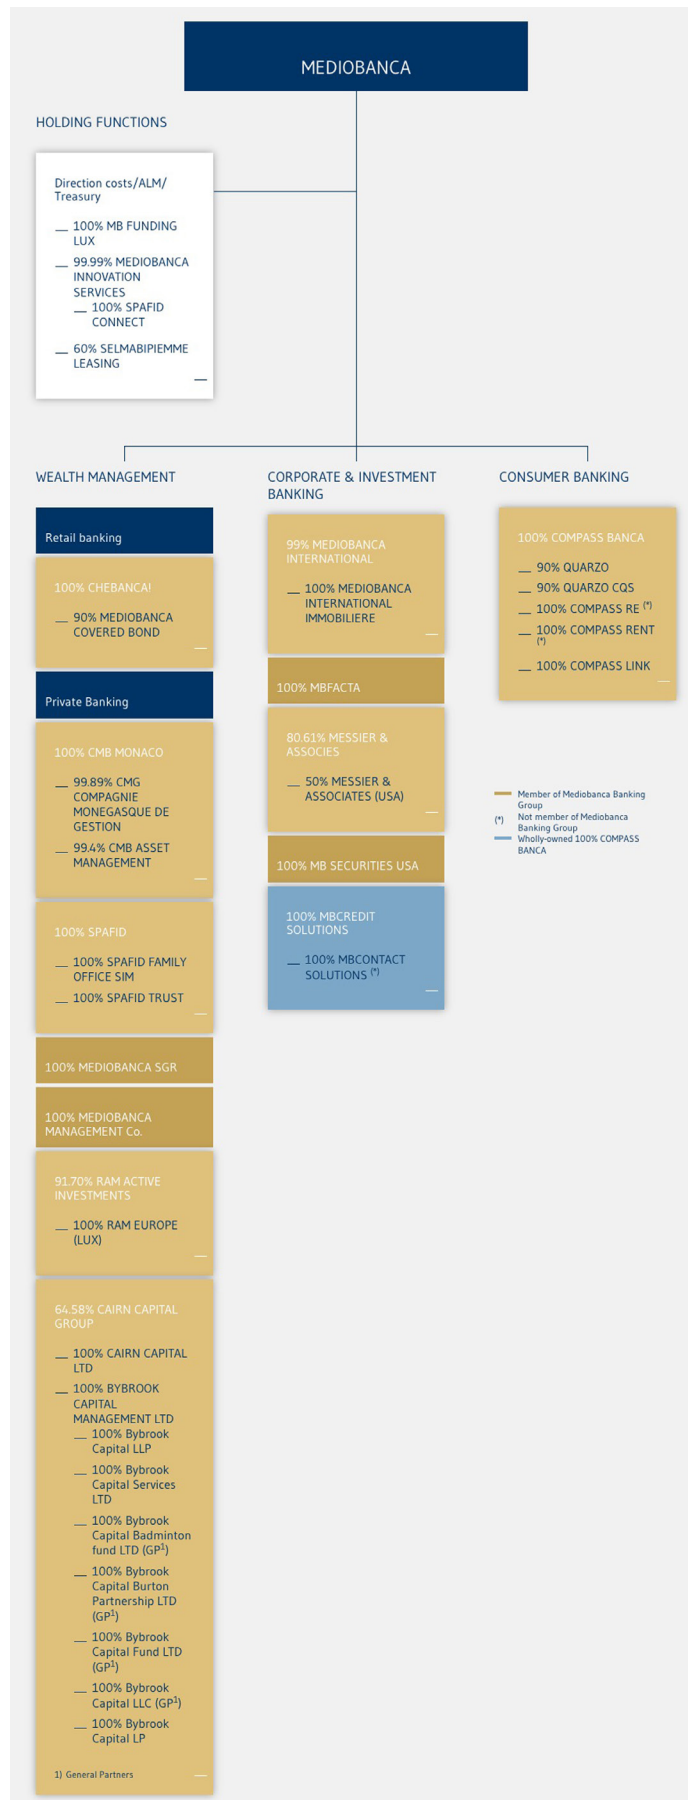 MEDIOBANCA
HOLDING FUNCTIONS
Direction costs/ALM/
Treasury
100% MB FUNDING
LUX
99.99% MEDIOBANCA
INNOVATION
SERVICES
100% SPAFID
CONNECT
60% SELMABIPIEMME
LEASING
WEALTH MANAGEMENT
Retail banking
100% CHEBANCA!
90% MEDIOBANCA
COVERED BOND
Private Banking
100% CMB MONACO
99.89% CMG
COMPAGNIE
MONEGASQUE DE
GESTION
99.4% CMB ASSET
MANAGEMENT
100% SPAFID
100% SPAFID FAMILY
OFFICE SIM
100% SPAFID TRUST
100% MEDIOBANCA SGR
100% MEDIOBANCA
MANAGEMENT Co.
91.70% RAM ACTIVE
INVESTMENTS
100% RAM EUROPE
(LUX)
64.58% CAIRN CAPITAL
GROUP
100% CAIRN CAPITAL
LTD
100% BYBROOK
CAPITAL
MANAGEMENT LTD
100% Bybrook
Capital LLP
100% Bybrook
Capital Services
LTD
100% Bybrook
Capital Badminton
fund LTD (GP¹)
100% Bybrook
Capital Burton
Partnership LTD
(GP¹)
100% Bybrook
Capital Fund LTD
(GP¹)
100% Bybrook
Capital LLC (GP¹)
100% Bybrook
Capital LP
1) General Partners
CORPORATE & INVESTMENT
BANKING
99% MEDIOBANCA
INTERNATIONAL
100% MEDIOBANCA
INTERNATIONAL
IMMOBILIERE
100% MBFACTA
80.61% MESSIER &
ASSOCIES
50% MESSIER &
ASSOCIATES (USA)
100% MB SECURITIES USA
100% MBCREDIT
SOLUTIONS
100% MBCONTACT
SOLUTIONS (*)
CONSUMER BANKING
100% COMPASS BANCA
90% QUARZO
90% QUARZO CQS
100% COMPASS RE (*)
100% COMPASS RENT
(*)
100% COMPASS LINK
Member of Mediobanca Banking
Group
(*) Not member of Mediobanca
Banking Group
Wholly-owned 100% COMPASS
BANCA